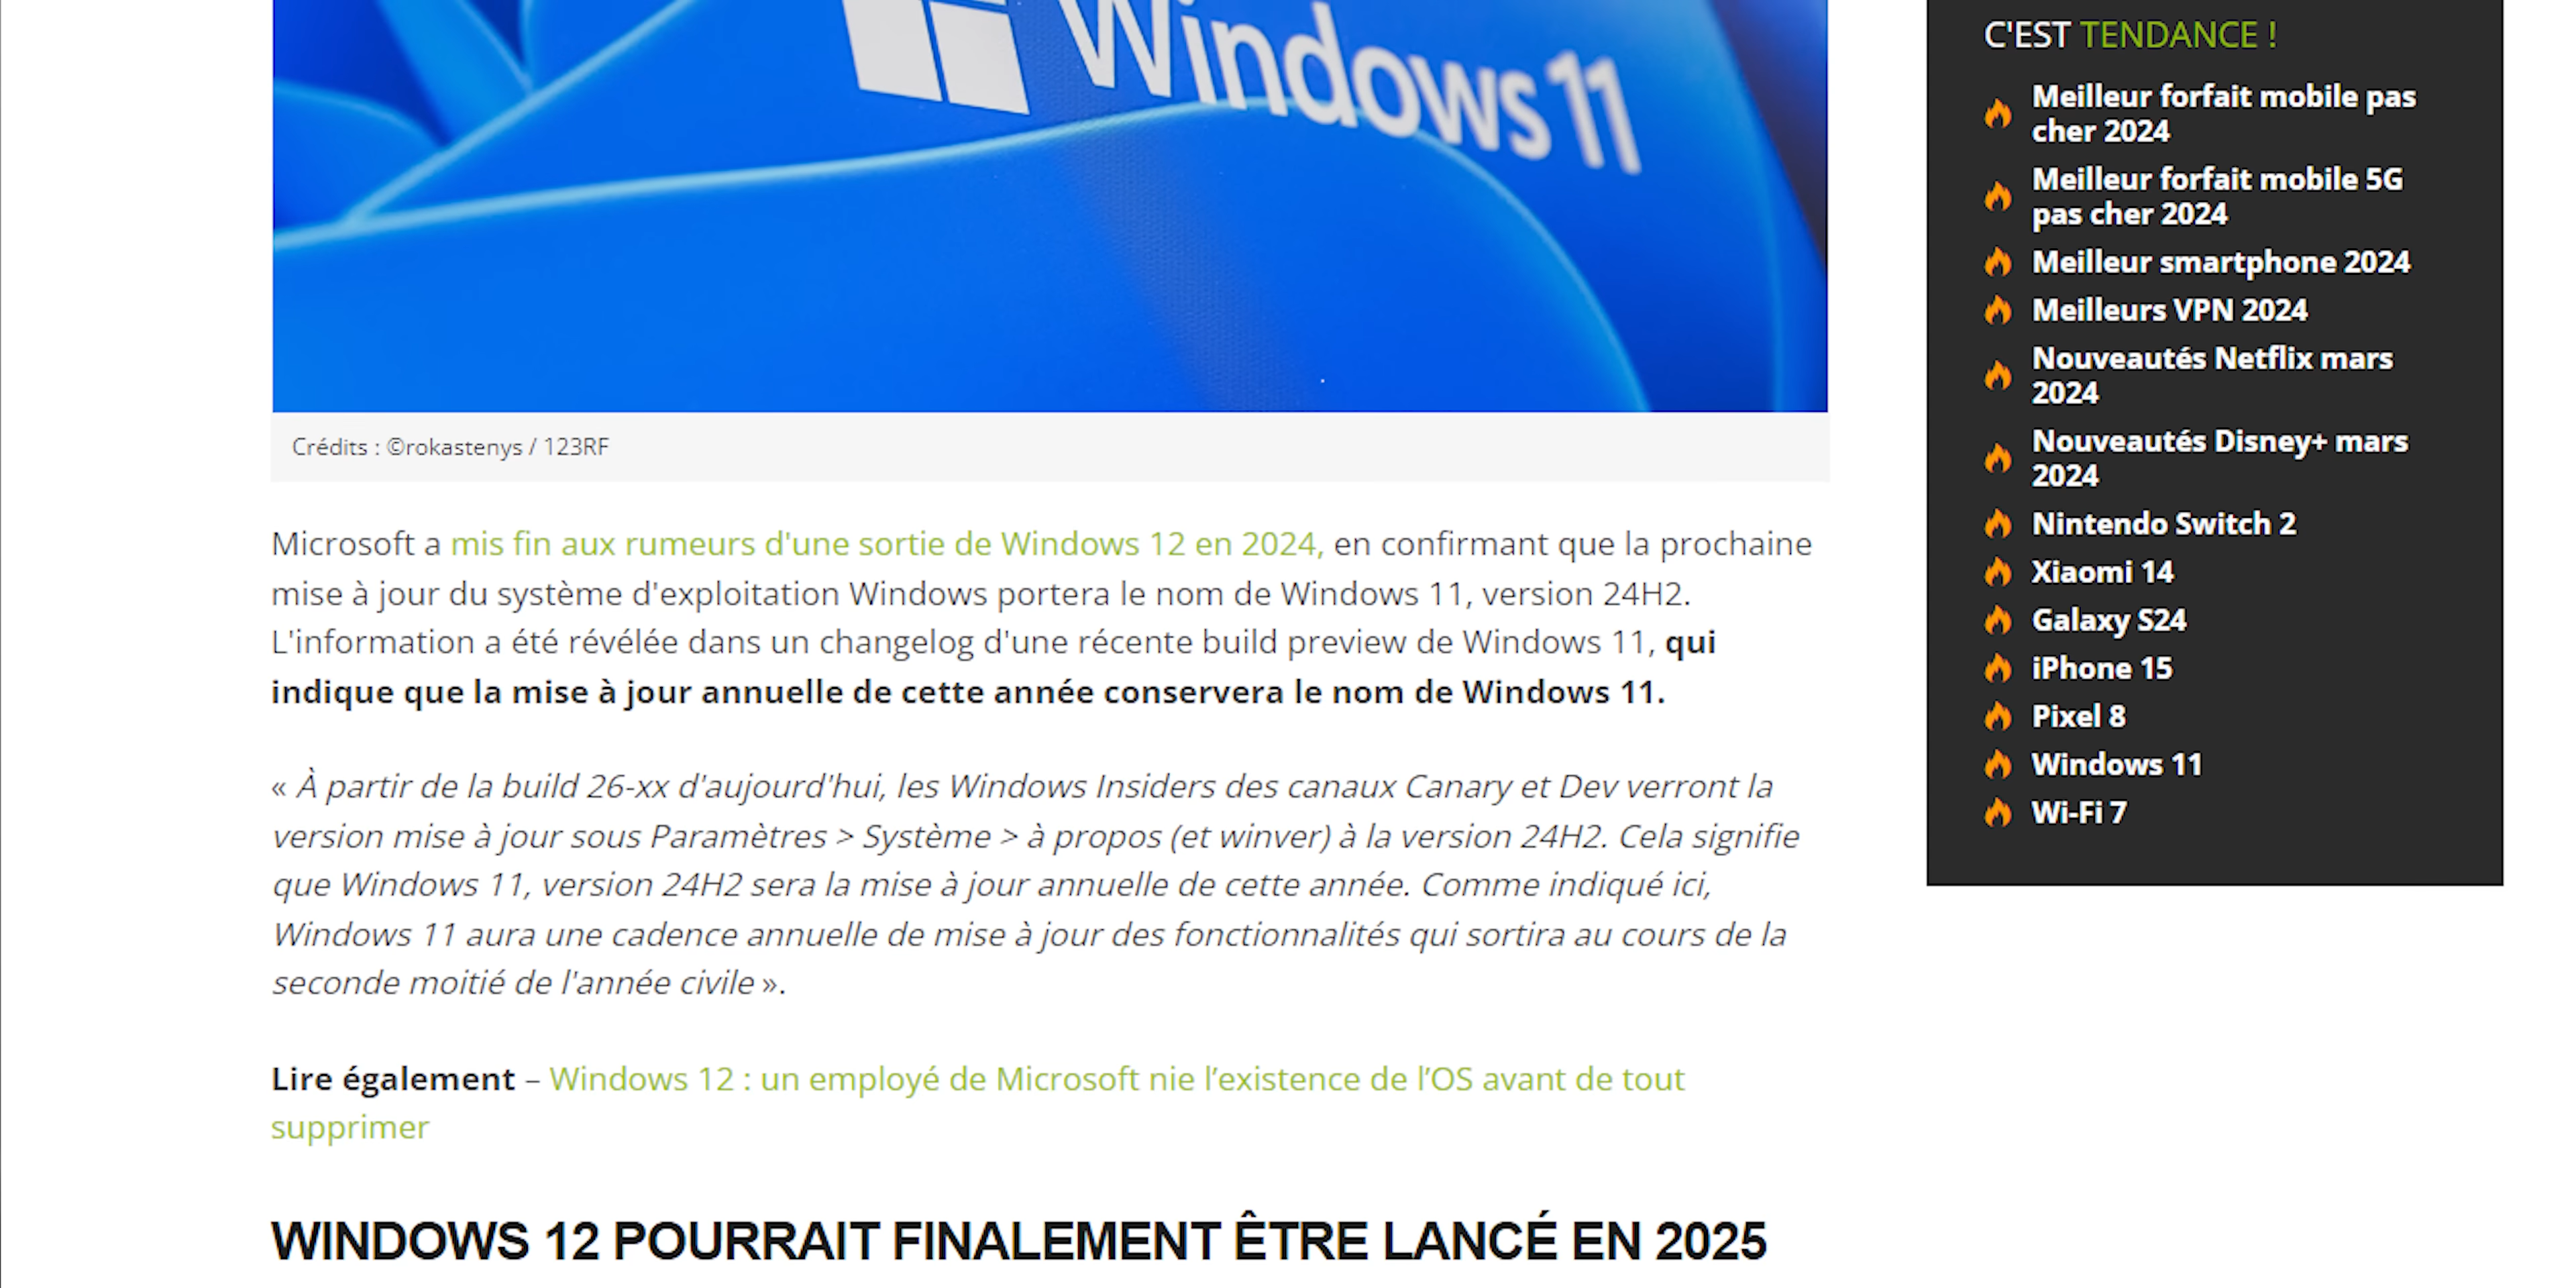 Windows 11
Crédits : ©rokastenys / 123RF
Microsoft a mis fin aux rumeurs d'une sortie de Windows 12 en 2024, en confirmant que la prochaine
mise à jour du système d'exploitation Windows portera le nom de Windows 11, version 24H2.
L'information a été révélée dans un changelog d'une récente build preview de Windows 11, qui
indique que la mise à jour annuelle de cette année conservera le nom de Windows 11.
« À partir de la build 26-xx d'aujourd'hui, les Windows Insiders des canaux Canary et Dev verront la
version mise à jour sous Paramètres > Système > à propos (et winver) à la version 24H2. Cela signifie
que Windows 11, version 24H2 sera la mise à jour annuelle de cette année. Comme indiqué ici,
Windows 11 aura une cadence annuelle de mise à jour des fonctionnalités qui sortira au cours de la
seconde moitié de l'année civile ».
Lire également – Windows 12 : un employé de Microsoft nie l’existence de l’OS avant de tout
supprimer
WINDOWS 12 POURRAIT FINALEMENT ÊTRE LANCÉ EN 2025
C'EST TENDANCE !
Meilleur forfait mobile pas
cher 2024
Meilleur forfait mobile 5G
pas cher 2024
Meilleur smartphone 2024
Meilleurs VPN 2024
Nouveautés Netflix mars
2024
Nouveautés Disney+ mars
2024
Nintendo Switch 2
Xiaomi 14
Galaxy S24
iPhone 15
Pixel 8
Windows 11
Wi-Fi 7